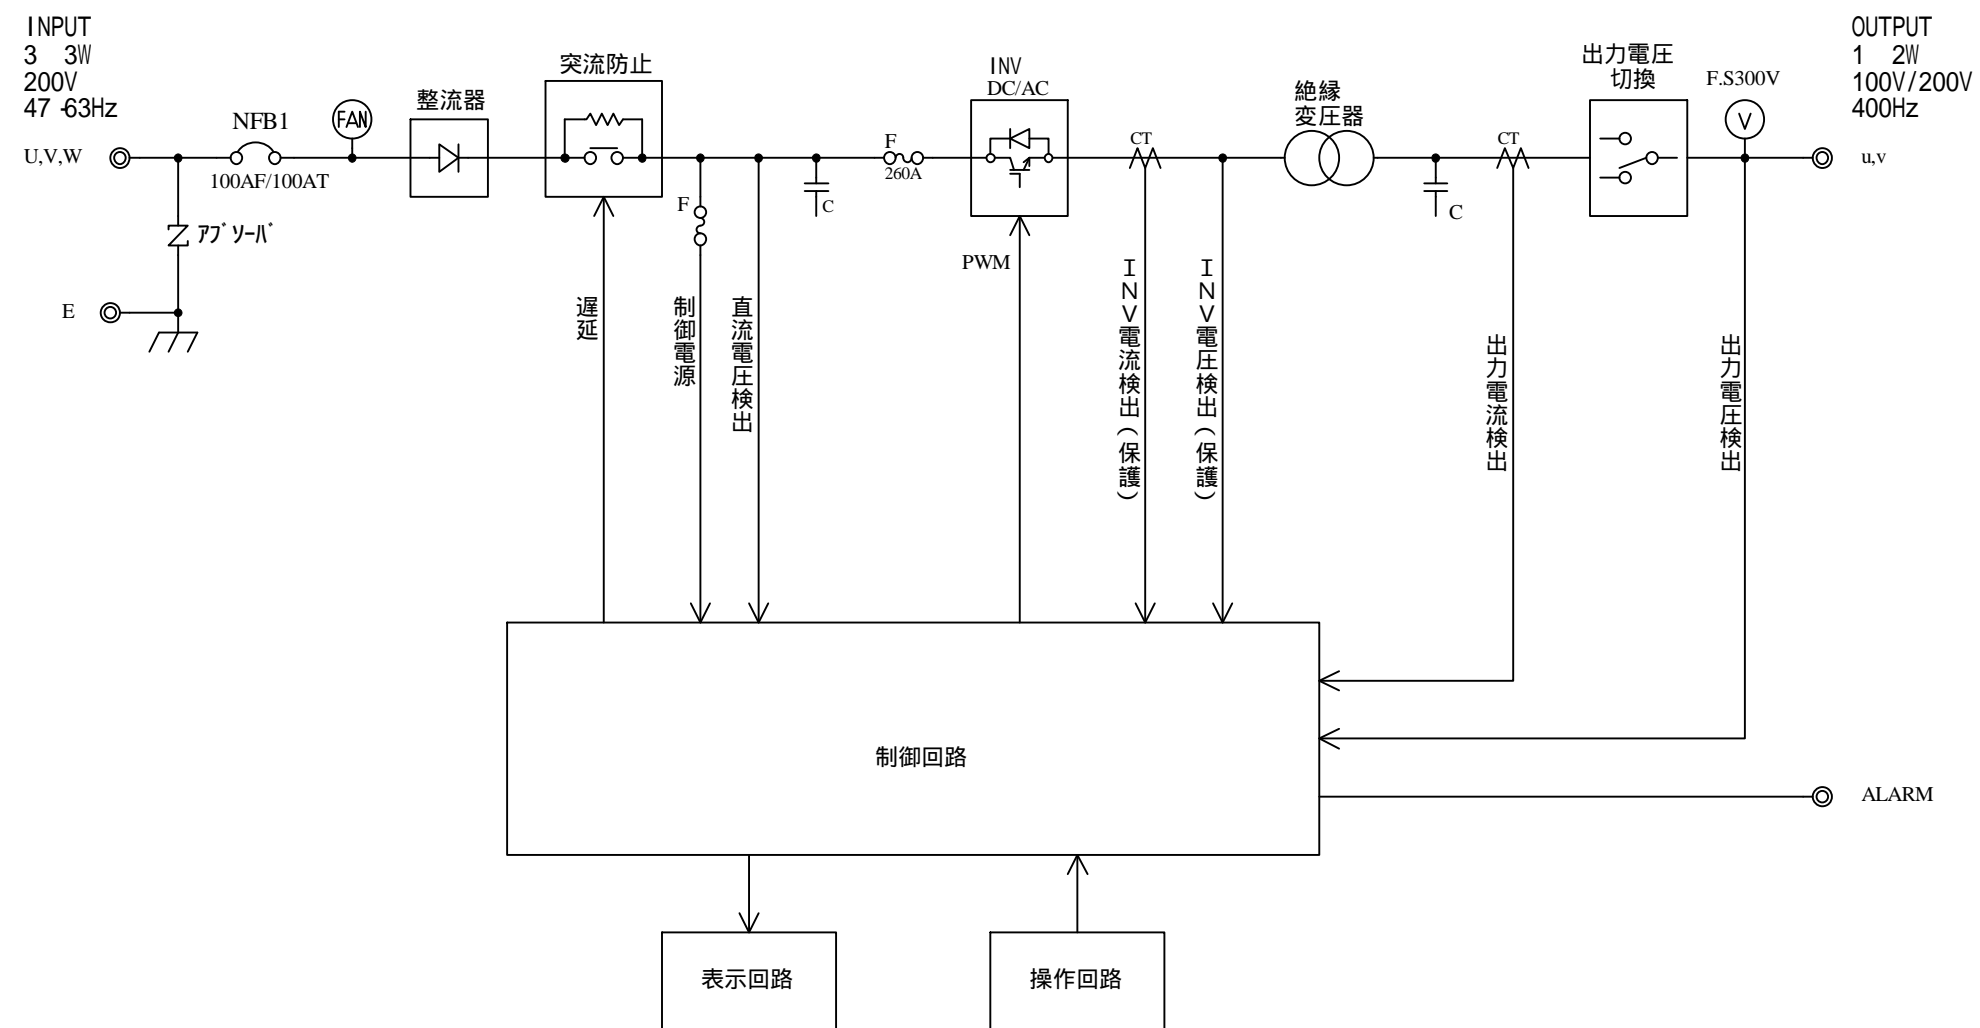 INPUT
3 3W
200V
47 -63Hz
U,V,W
NFB1
100AF/100AT
FAN
アブソーバ
E
整流器
突流防止
F
260A
F
C
INV
DC/AC
CT
絶縁
変圧器
C
CT
出力電圧
切換
F.S300V
V
OUTPUT
1 2W
100V/200V
400Hz
u,v
遅延
制御電源
直流電圧検出
PWM
INV電流検出(保護)
INV電圧検出(保護)
出力電流検出
出力電圧検出
制御回路
ALARM
表示回路
操作回路